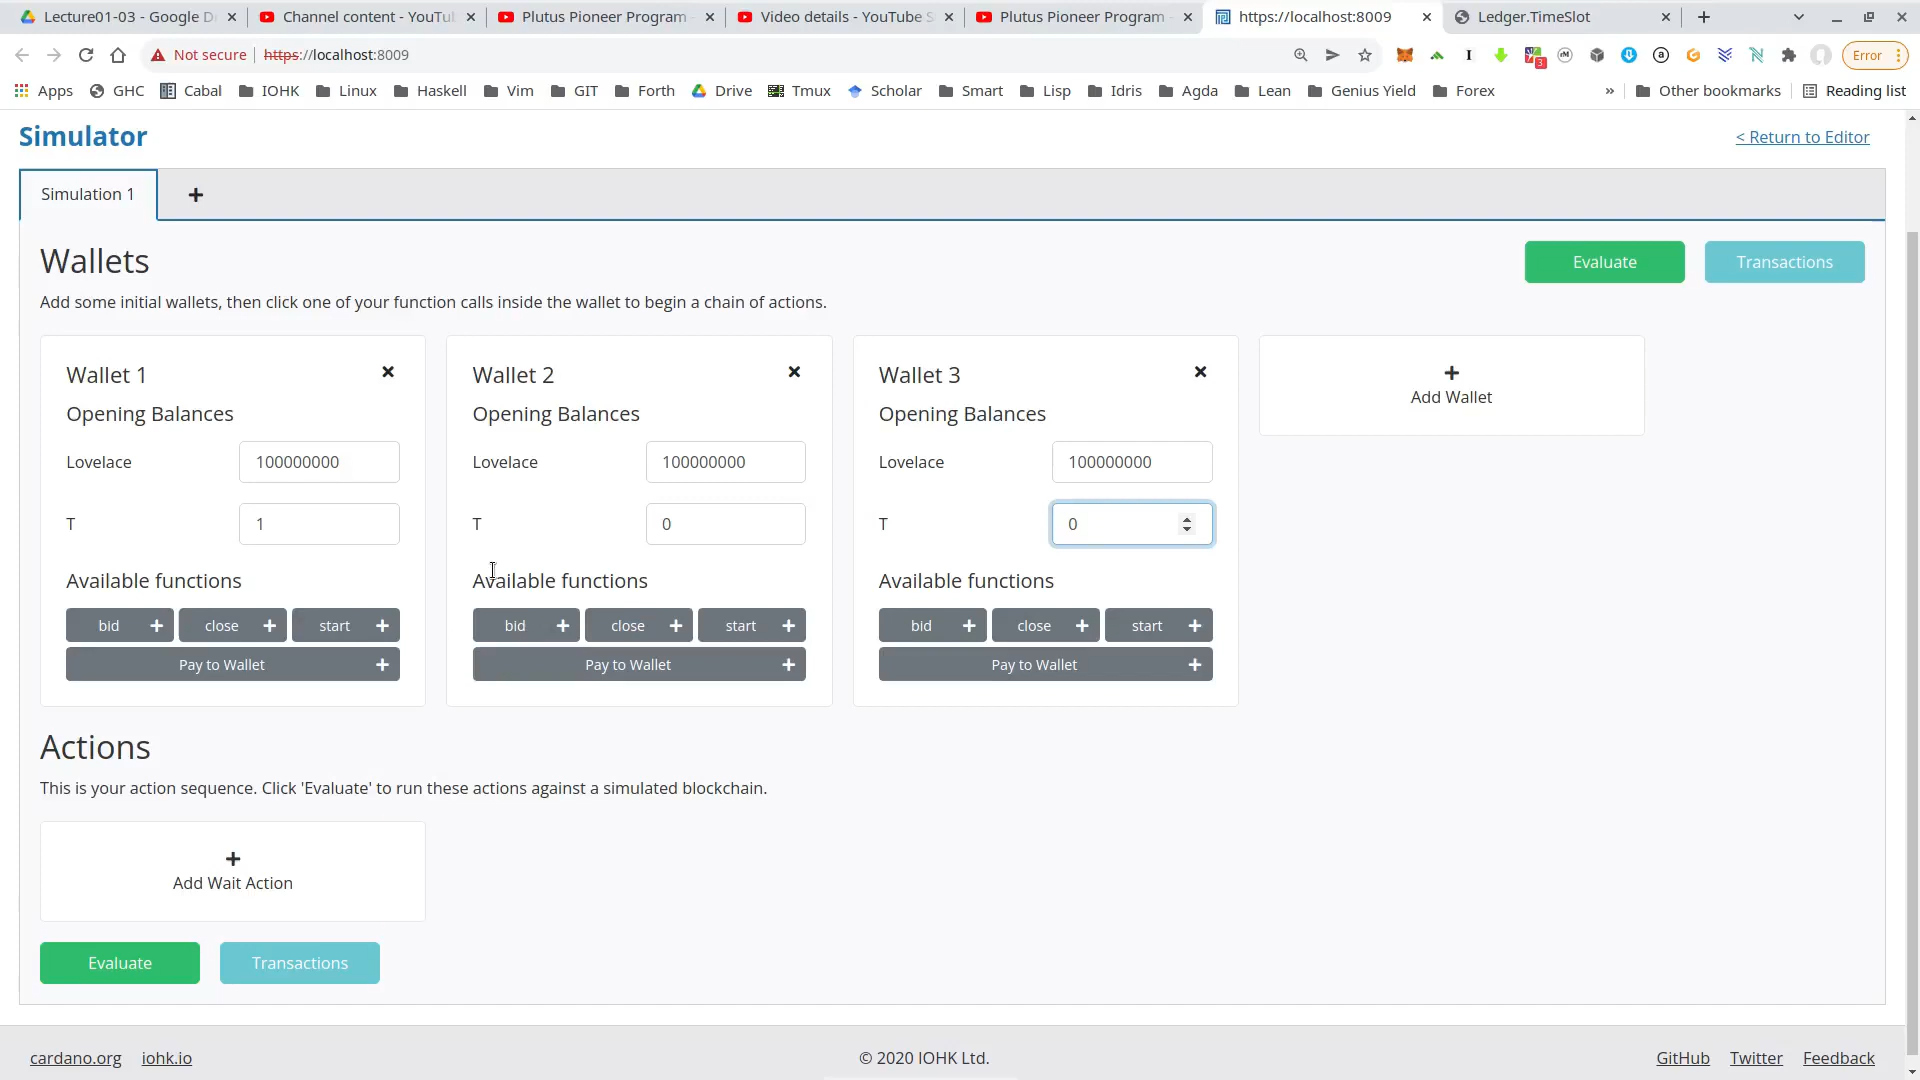 Lecture01-03 - Google D
Channel content - YouTu
Plutus Pioneer Program
Video details - YouTube S
Plutus Pioneer Program
https://localhost:8009
Ledger.TimeSlot
Not secure
https://localhost:8009
3
Error
Apps
GHC
Cabal
IOHK
Linux
Haskell
Vim
GIT
Forth
Drive
Tmux
Scholar
Smart
Lisp
Idris
Agda
Lean
Genius Yield
Forex
»
Other bookmarks
Reading list
Simulator
< Return to Editor
Simulation 1
+
Wallets
Evaluate
Transactions
Add some initial wallets, then click one of your function calls inside the wallet to begin a chain of actions.
Wallet 1
Opening Balances
Lovelace
100000000
T
1
Available functions
bid +
close +
start +
Pay to Wallet +
Wallet 2
Opening Balances
Lovelace
100000000
T
0
Available functions
bid +
close +
start +
Pay to Wallet +
Wallet 3
Opening Balances
Lovelace
100000000
T
0
Available functions
bid +
close +
start +
Pay to Wallet +
+
Add Wallet
Actions
This is your action sequence. Click 'Evaluate' to run these actions against a simulated blockchain.
+
Add Wait Action
Evaluate
Transactions
cardano.org
iohk.io
© 2020 IOHK Ltd.
GitHub
Twitter
Feedback